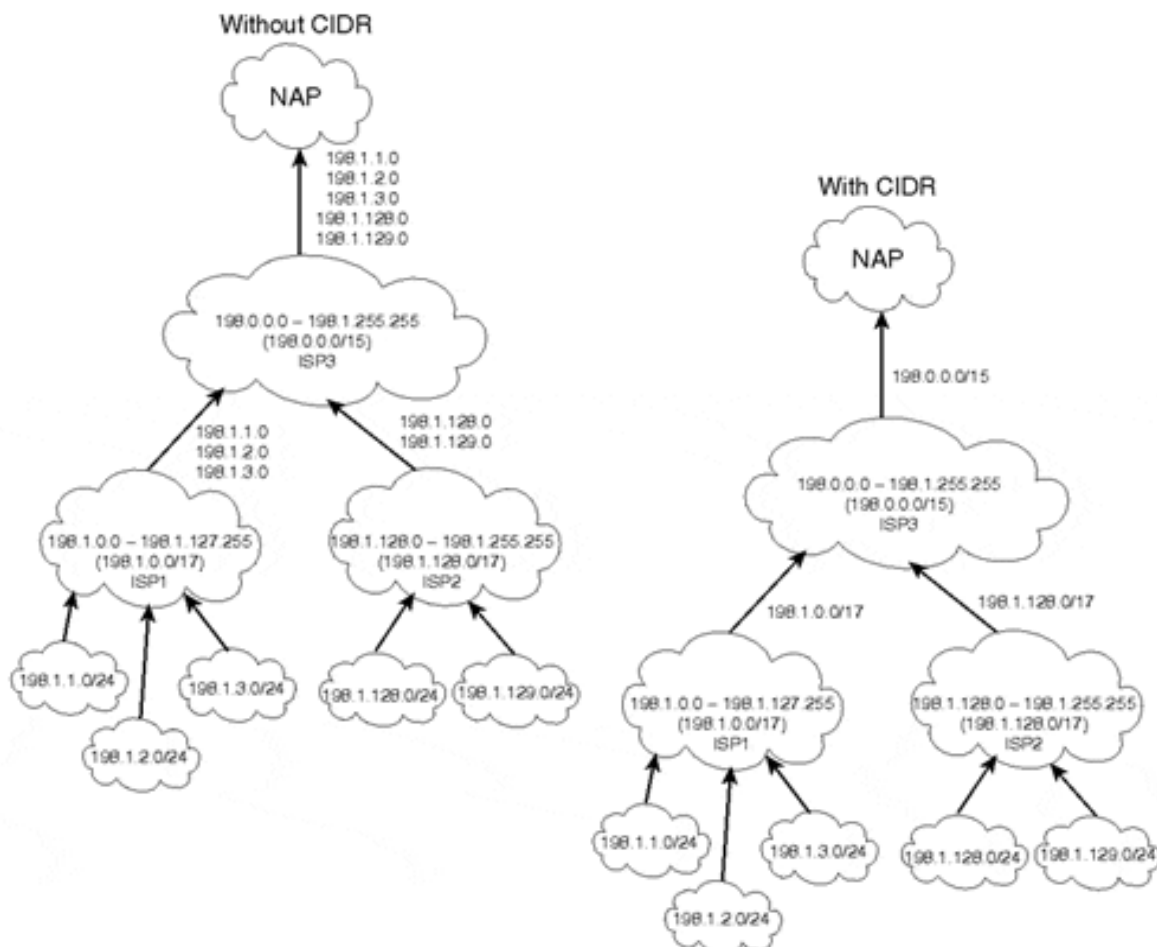 Without CIDR
NAP
198.1.1.0
198.1.2.0
198.1.3.0
198.1.128.0
198.1.129.0
198.0.0.0 – 198.1.255.255
(198.0.0.0/15)
ISP3
198.1.1.0
198.1.2.0
198.1.3.0
198.1.128.0
198.1.129.0
198.1.0.0 – 198.1.127.255
(198.1.0.0/17)
ISP1
198.1.128.0 – 198.1.255.255
(198.1.128.0/17)
ISP2
198.1.1.0/24
198.1.2.0/24
198.1.3.0/24
198.1.128.0/24
198.1.129.0/24
With CIDR
NAP
198.0.0.0/15
198.0.0.0 – 198.1.255.255
(198.0.0.0/15)
ISP3
198.1.0.0/17
198.1.128.0/17
198.1.0.0 – 198.1.127.255
(198.1.0.0/17)
ISP1
198.1.128.0 – 198.1.255.255
(198.1.128.0/17)
ISP2
198.1.1.0/24
198.1.2.0/24
198.1.3.0/24
198.1.128.0/24
198.1.129.0/24